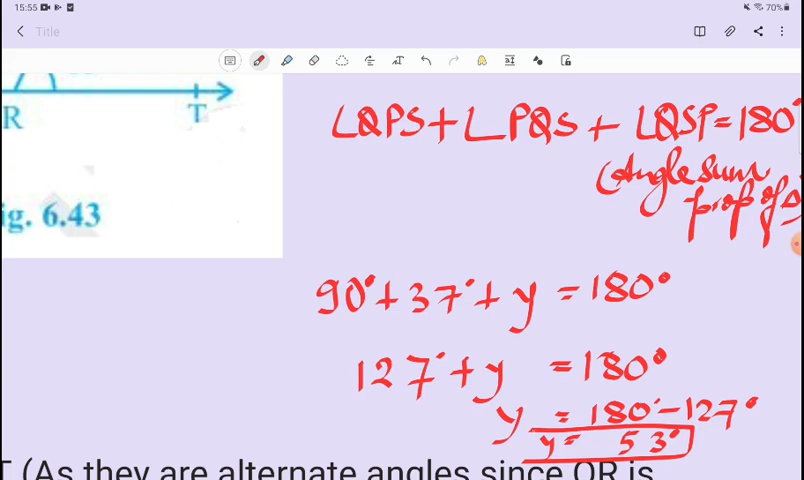 15:55
70%
Title
R
T
∠QPS + ∠PQS + ∠QSP = 180°
(Angle sum
prop of Δ
ig. 6.43
90° + 37° + y = 180°
127° + y = 180°
y = 180° - 127°
y = 53°
T (As they are alternate angles since QR is